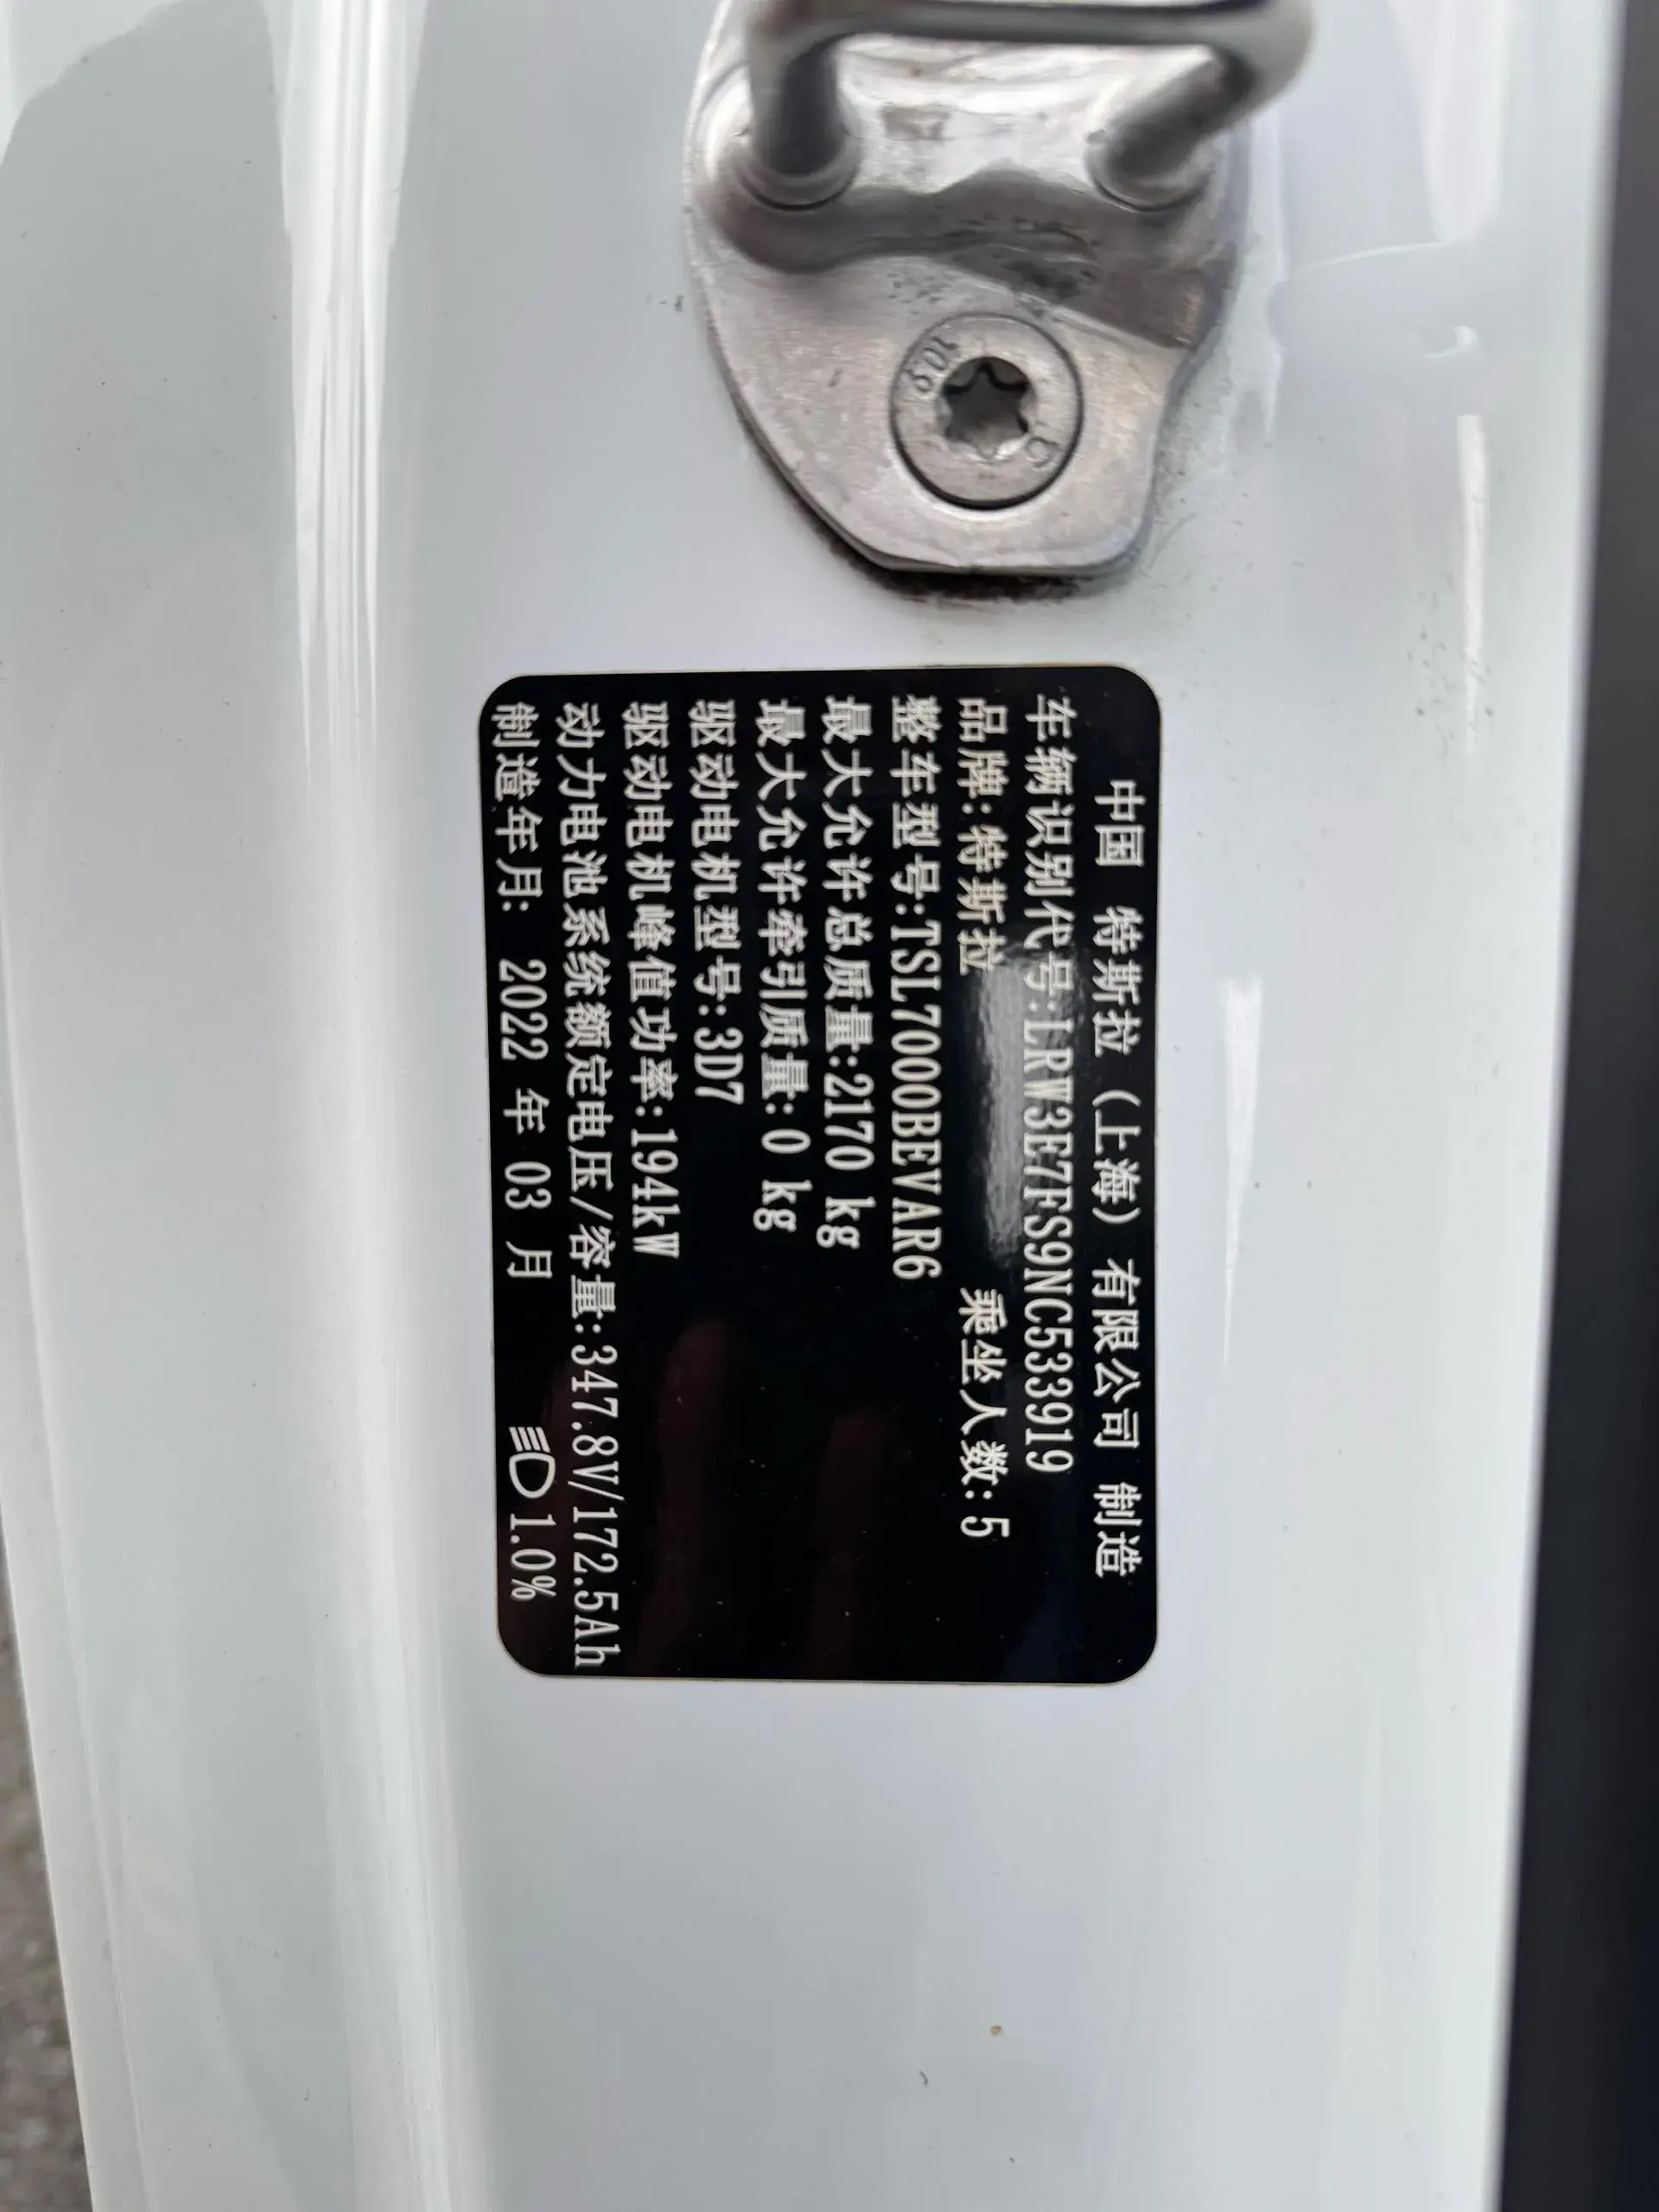 10.9
中国 特斯拉 (上海) 有限公司 制造
车辆识别代号:LRW3E7FS9NC533919
品牌:特斯拉 乘坐人数:5
整车型号:TSL7000BEVAR6
最大允许总质量:2170 kg
最大允许牵引质量:0 kg
驱动电机型号:3D7
驱动电机峰值功率:194kW
动力电池系统额定电压/容量:347.8V/172.5Ah
制造年月: 2022 年 03 月 1.0%